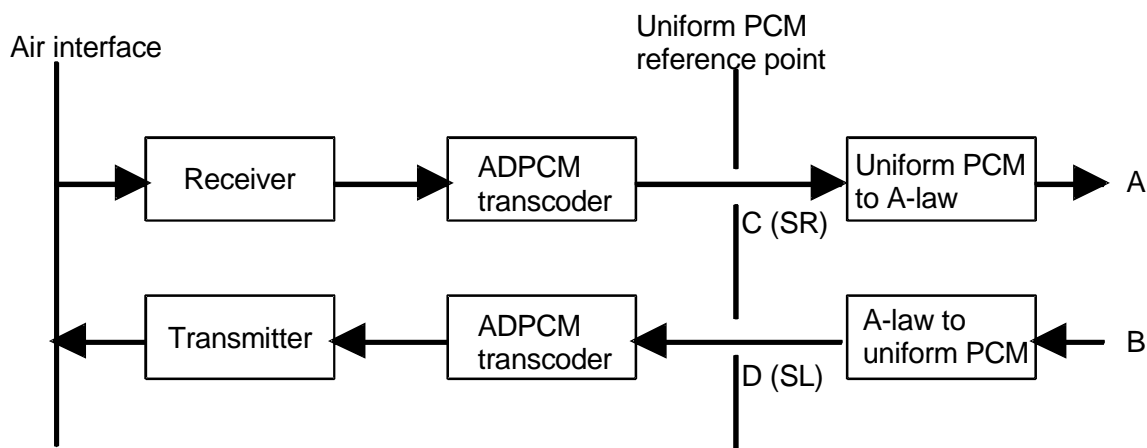 Air interface
Uniform PCM
reference point
Receiver
ADPCM
transcoder
Uniform PCM
to A-law
A
C (SR)
Transmitter
ADPCM
transcoder
A-law to
uniform PCM
B
D (SL)